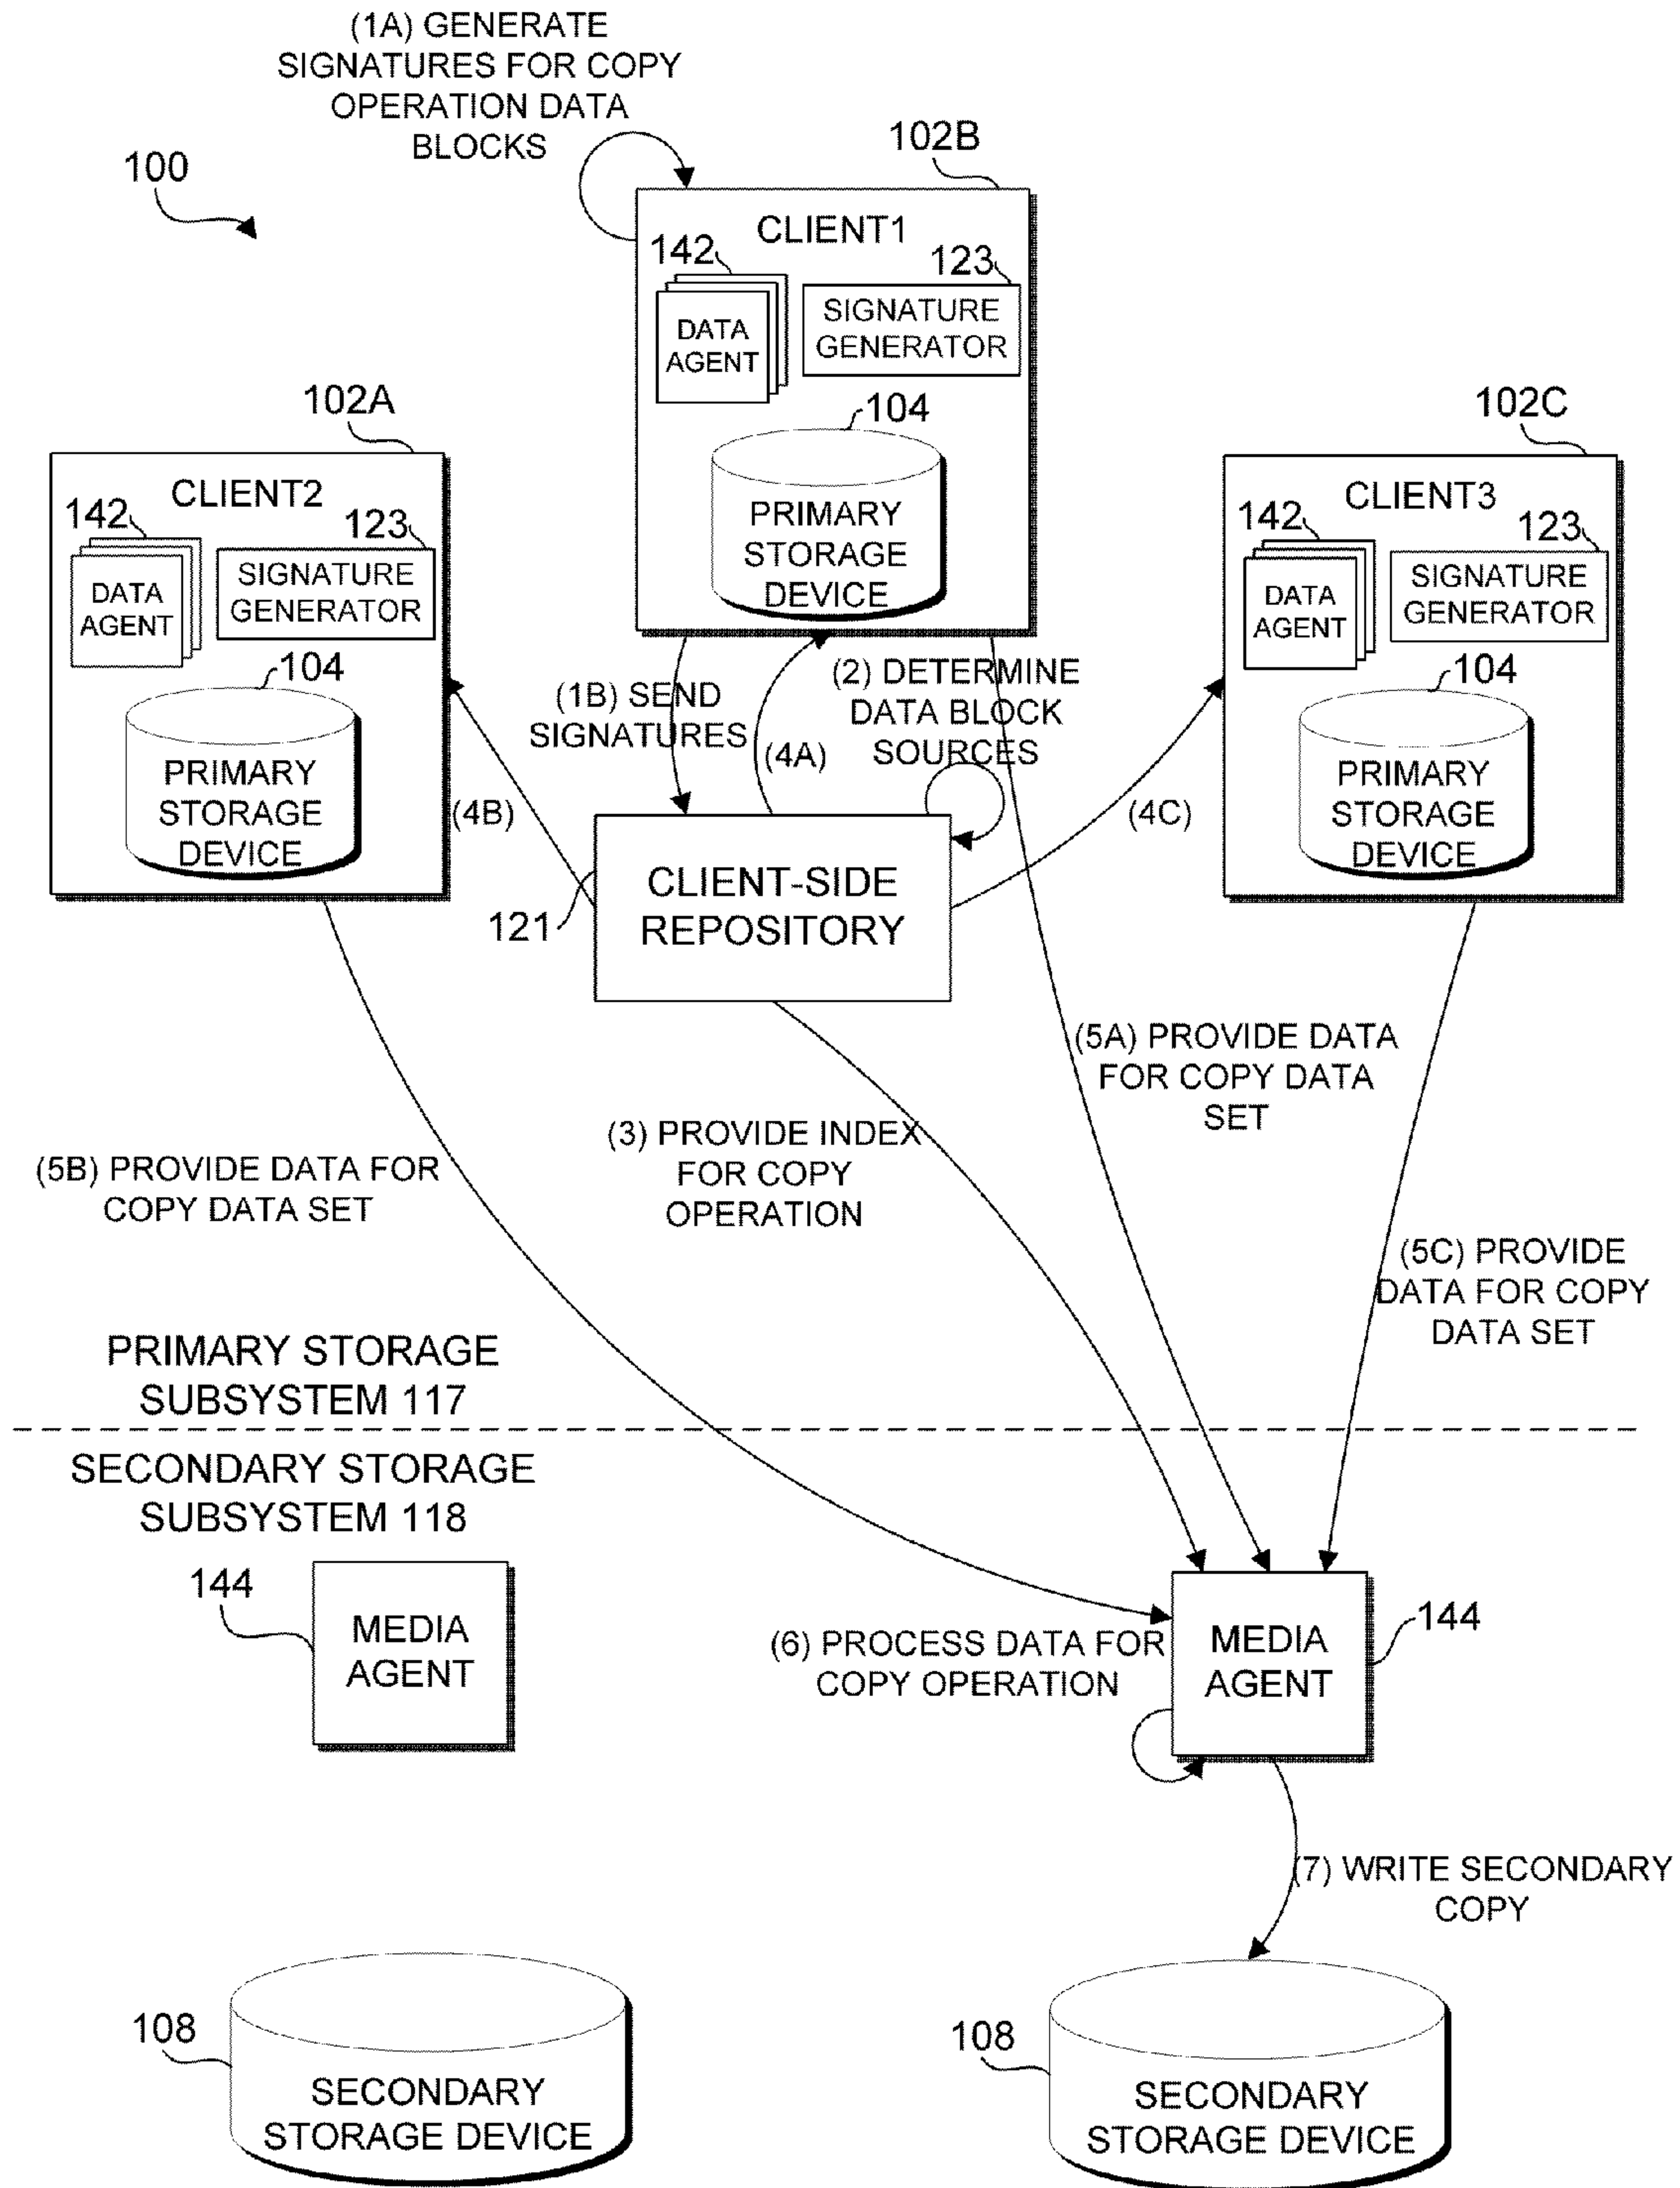 (1A) GENERATE
SIGNATURES FOR COPY
OPERATION DATA
BLOCKS
100
102B
CLIENT1
142
123
DATA
AGENT
SIGNATURE
GENERATOR
104
PRIMARY
STORAGE
DEVICE
102A
CLIENT2
142
123
DATA
AGENT
SIGNATURE
GENERATOR
104
PRIMARY
STORAGE
DEVICE
102C
CLIENT3
142
123
DATA
AGENT
SIGNATURE
GENERATOR
104
PRIMARY
STORAGE
DEVICE
(1B) SEND
SIGNATURES
(4A)
(2) DETERMINE
DATA BLOCK
SOURCES
(4B)
(4C)
121
CLIENT-SIDE
REPOSITORY
(5A) PROVIDE DATA
FOR COPY DATA
SET
(3) PROVIDE INDEX
FOR COPY
OPERATION
(5B) PROVIDE DATA FOR
COPY DATA SET
(5C) PROVIDE
DATA FOR COPY
DATA SET
PRIMARY STORAGE
SUBSYSTEM 117
SECONDARY STORAGE
SUBSYSTEM 118
144
MEDIA
AGENT
(6) PROCESS DATA FOR
COPY OPERATION
MEDIA
AGENT
144
(7) WRITE SECONDARY
COPY
108
SECONDARY
STORAGE DEVICE
108
SECONDARY
STORAGE DEVICE